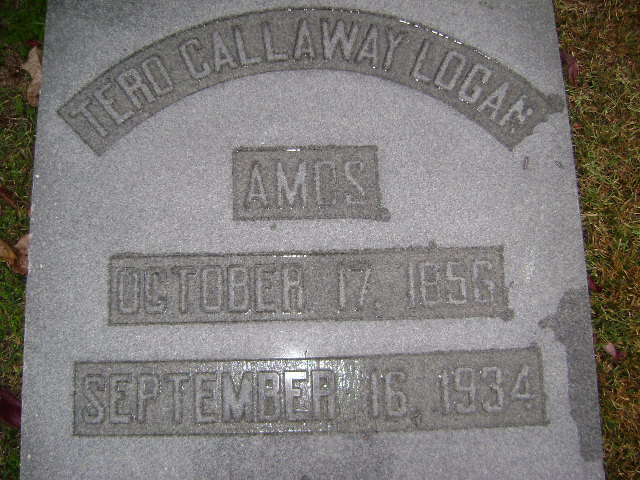 TERO CALLAWAY LOGAN
AMOS
OCTOBER 17, 1856
SEPTEMBER 16, 1934